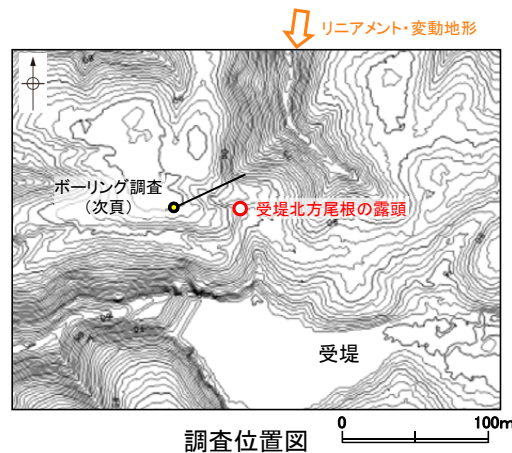 リニアメント・変動地形
ボーリング調査
（次頁）
受堤北方尾根の露頭
受堤
調査位置図
0 100m